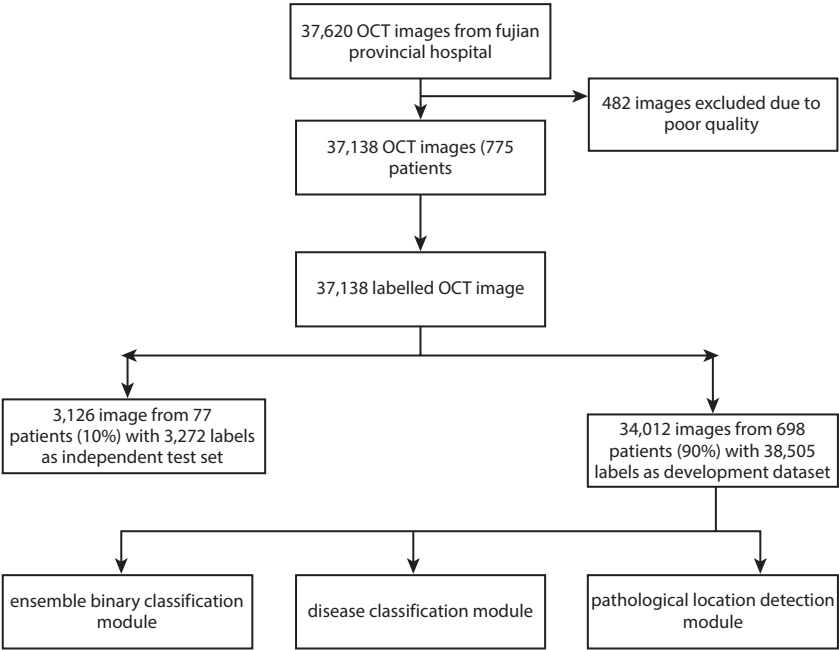 37,620 OCT images from fujian
provincial hospital
482 images excluded due to
poor quality
37,138 OCT images (775
patients
37,138 labelled OCT image
3,126 image from 77
patients (10%) with 3,272 labels
as independent test set
34,012 images from 698
patients (90%) with 38,505
labels as development dataset
ensemble binary classification
module
disease classification module
pathological location detection
module